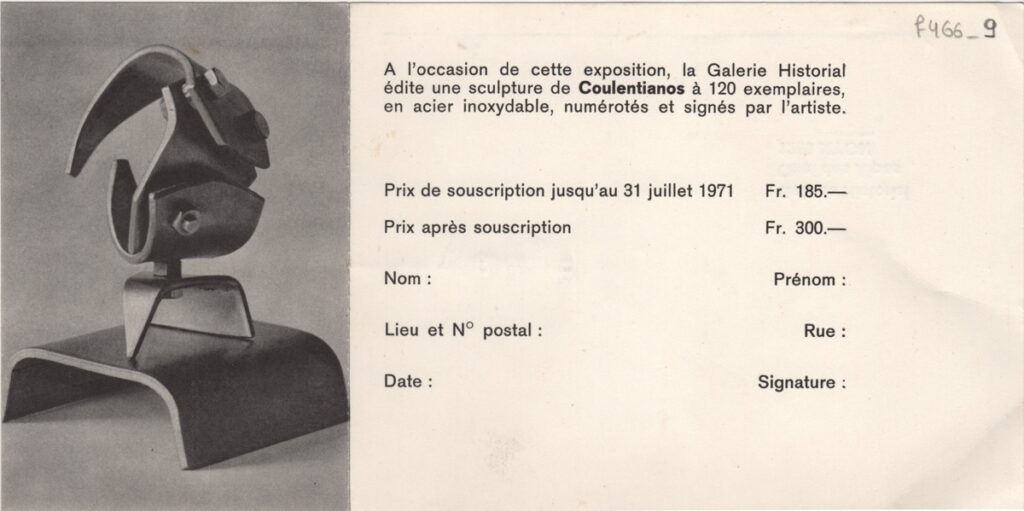 f466_9
A l'occasion de cette exposition, la Galerie Historial
édite une sculpture de Coulentianos à 120 exemplaires,
en acier inoxydable, numérotés et signés par l'artiste.
Prix de souscription jusqu'au 31 juillet 1971 Fr. 185.—
Prix après souscription Fr. 300.—
Nom : Prénom :
Lieu et N° postal : Rue :
Date : Signature :